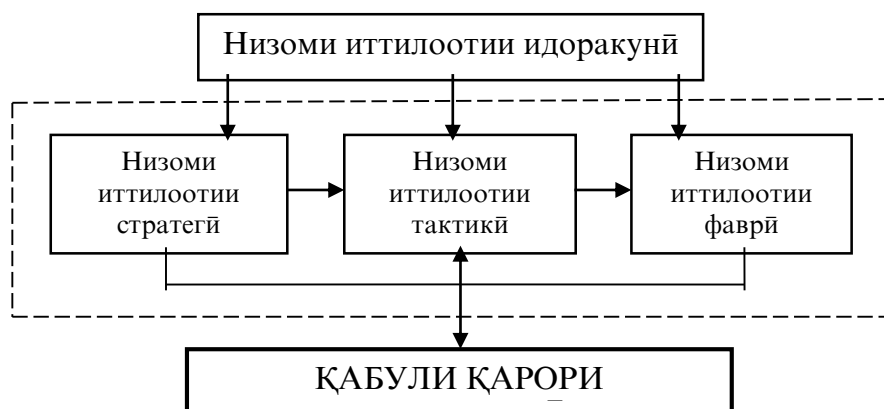 Низоми иттилоотии идоракунӣ
Низоми
иттилоотии
стратегӣ
Низоми
иттилоотии
тактикӣ
Низоми
иттилоотии
фаврӣ
ҚАБУЛИ ҚАРОРИ